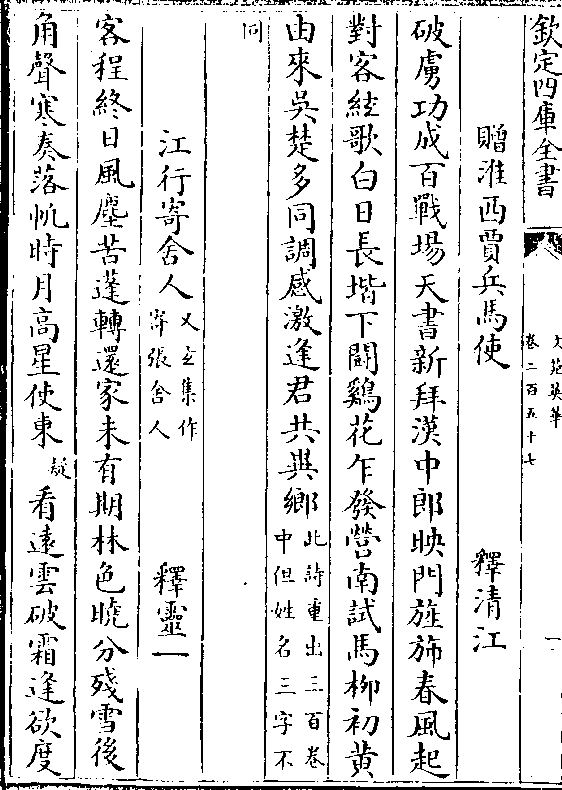 欽定四庫全書
文苑英華
卷二百五十七
一
贈淮西賈兵馬使 釋清江
破虜功成百戰場天書新拜漢中郎映門旌斾春風起
對客絃歌白日長堦下鬭鷄花乍發營南試馬柳初黄
由來吳楚多同調感激逢君共異鄉此詩重出三百卷中但姓名三字不
同
江行寄舍人又玄集作寄張舍人 釋靈一
客程終日風塵苦蓬轉還家未有期林色曉分殘雪後
角聲寒奏落帆時月髙星使東疑看遠雲破霜逢欲度